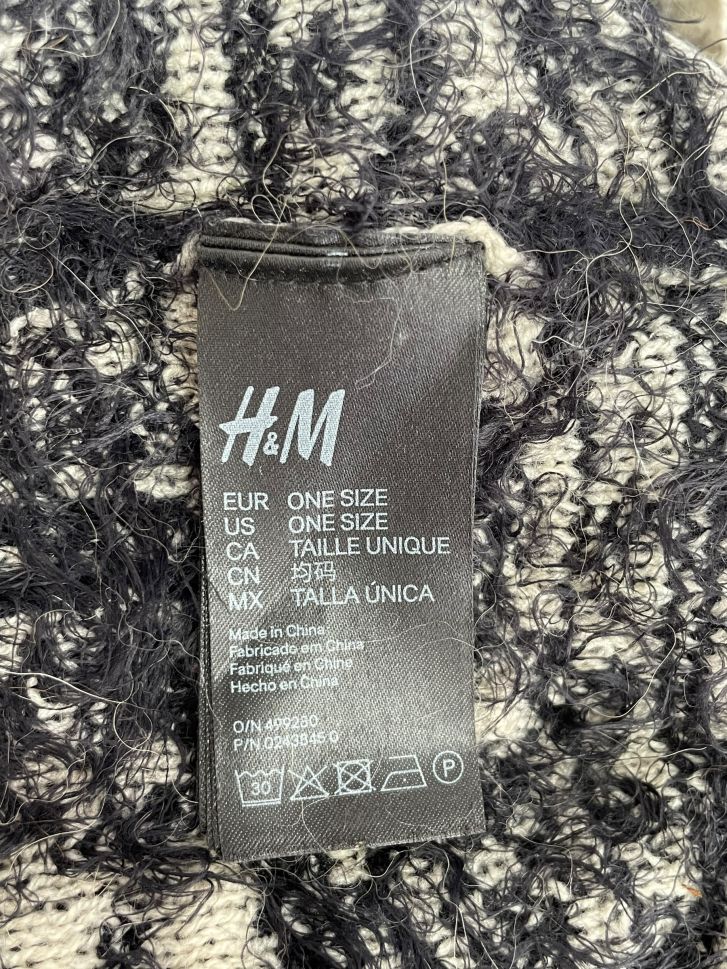 H&M
EUR ONE SIZE
US ONE SIZE
CA TAILLE UNIQUE
CN 均码
MX TALLA ÚNICA
Made in China
Fabricado em China
Fabriqué en Chine
Hecho en China
O/N 499230
P/N 0243845 0
30
P